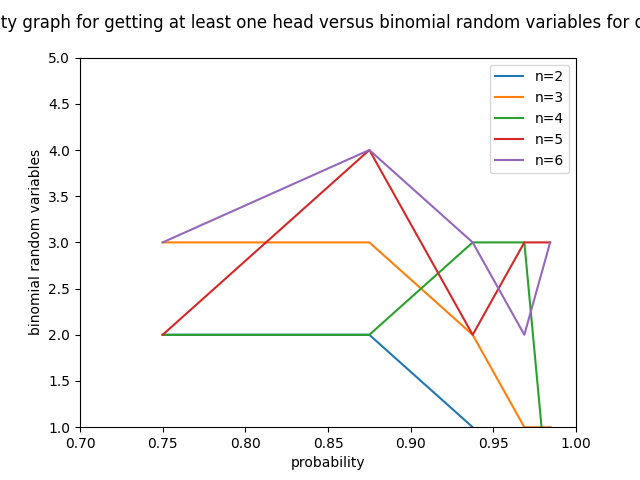 ty graph for getting at least one head versus binomial random variables for
5.0
4.5
4.0
3.5
3.0
2.5
2.0
1.5
1.0
binomial random variables
n=2
n=3
n=4
n=5
n=6
0.70 0.75 0.80 0.85 0.90 0.95 1.00
probability